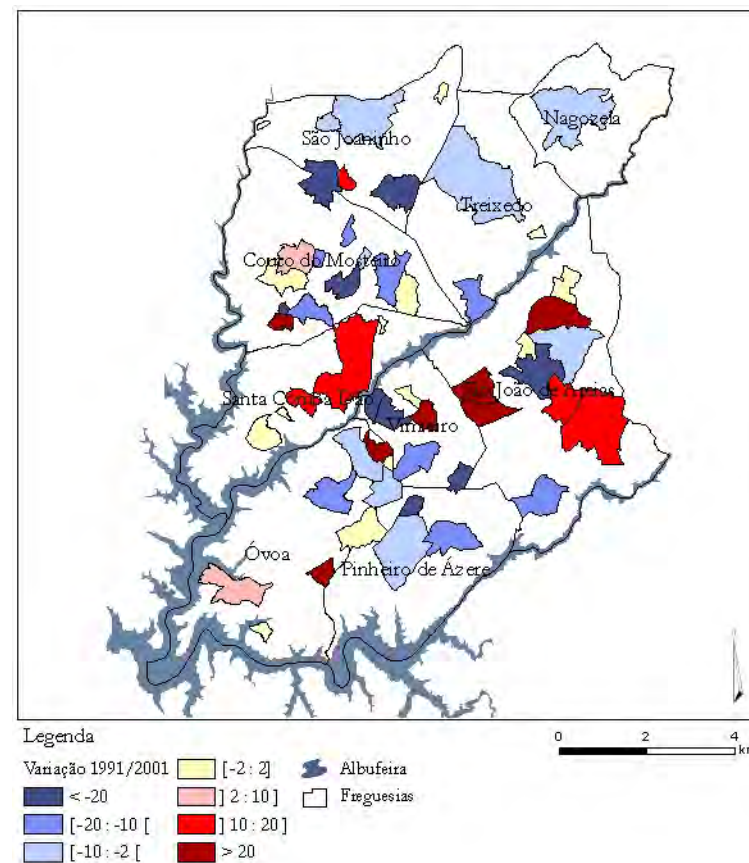 Nagozela
São Joaninho
Treixedo
Couto do Mosteiro
João de Areias
Santa Comba Dão
Vimieiro
Óvoa
Pinheiro de Ázere
Legenda
Variação 1991/2001
< -20
[-20 : -10 [
[-10 : -2 [
[-2 : 2]
] 2 : 10 ]
] 10 : 20 ]
> 20
Albufeira
Freguesias
0 2 4
km